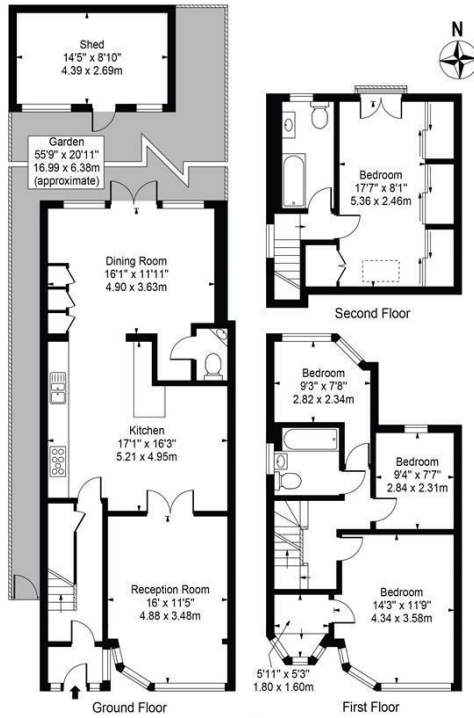 Shed
14'5" x 8'10"
4.39 x 2.69m
N
Garden
55'9" x 20'11"
16.99 x 6.38m
(approximate)
Dining Room
16'1" x 11'11"
4.90 x 3.63m
Kitchen
17'1" x 16'3"
5.21 x 4.95m
Reception Room
16' x 11'5"
4.88 x 3.48m
Ground Floor
Bedroom
17'7" x 8'1"
5.36 x 2.46m
Second Floor
Bedroom
9'3" x 7'8"
2.82 x 2.34m
Bedroom
9'4" x 7'7"
2.84 x 2.31m
Bedroom
14'3" x 11'9"
4.34 x 3.58m
5'11" x 5'3"
1.80 x 1.60m
First Floor